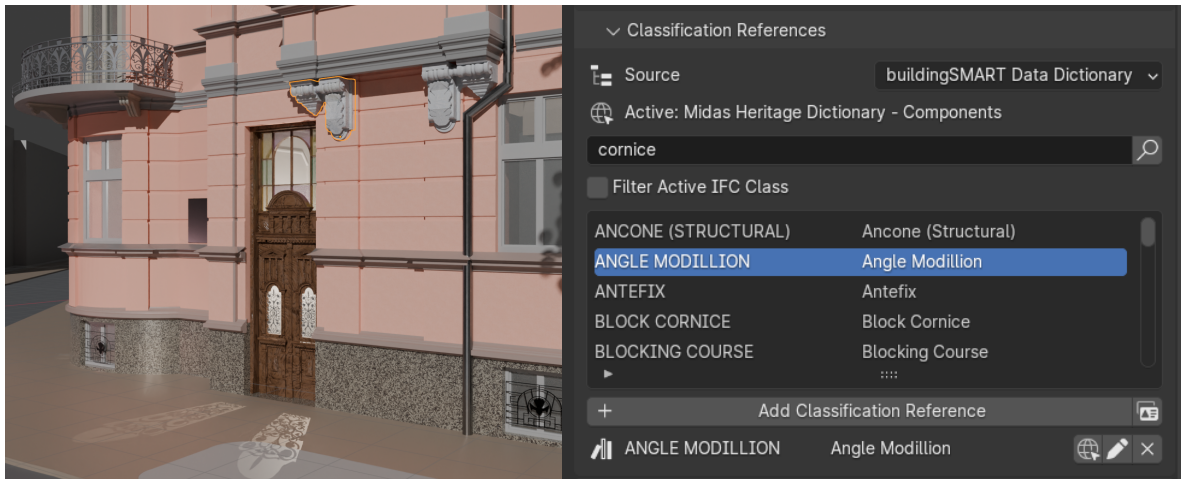 Classification References
Source buildingSMART Data Dictionary
Active: Midas Heritage Dictionary - Components
cornice
Filter Active IFC Class
ANCONE (STRUCTURAL) Ancone (Structural)
ANGLE MODILLION Angle Modillion
ANTEFIX Antefix
BLOCK CORNICE Block Cornice
BLOCKING COURSE Blocking Course
Add Classification Reference
ANGLE MODILLION Angle Modillion